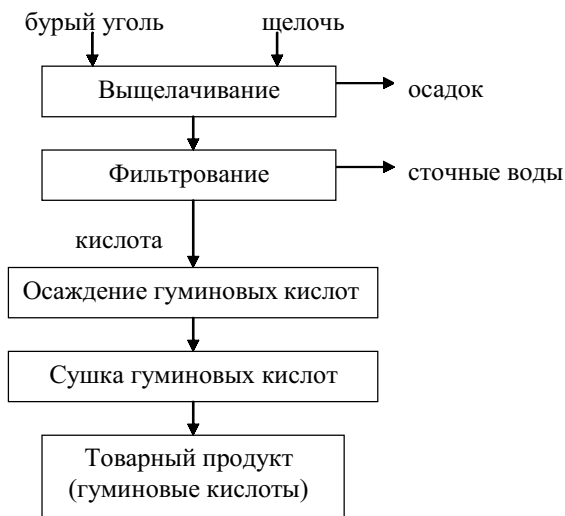 бурый уголь
щелочь
Выщелачивание
осадок
Фильтрование
сточные воды
кислота
Осаждение гуминовых кислот
Сушка гуминовых кислот
Товарный продукт
(гуминовые кислоты)